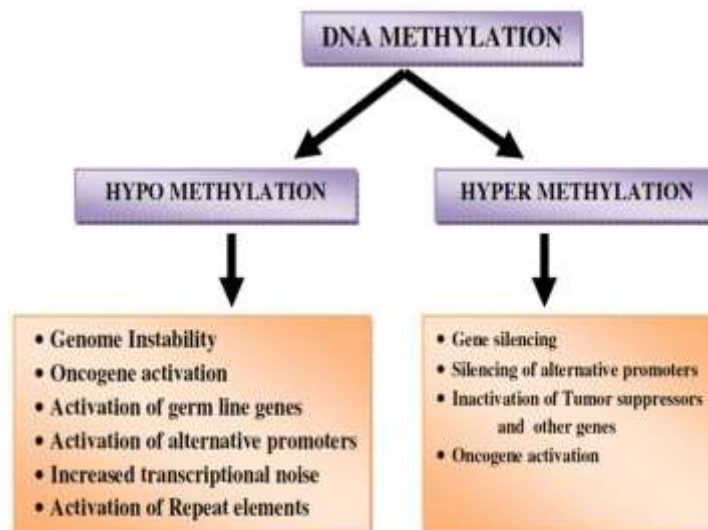 DNA METHYLATION
HYPO METHYLATION
HYPER METHYLATION
• Genome Instability
• Oncogene activation
• Activation of germ line genes
• Activation of alternative promoters
• Increased transcriptional noise
• Activation of Repeat elements
• Gene silencing
• Silencing of alternative promoters
• Inactivation of Tumor suppressors
and other genes
• Oncogene activation